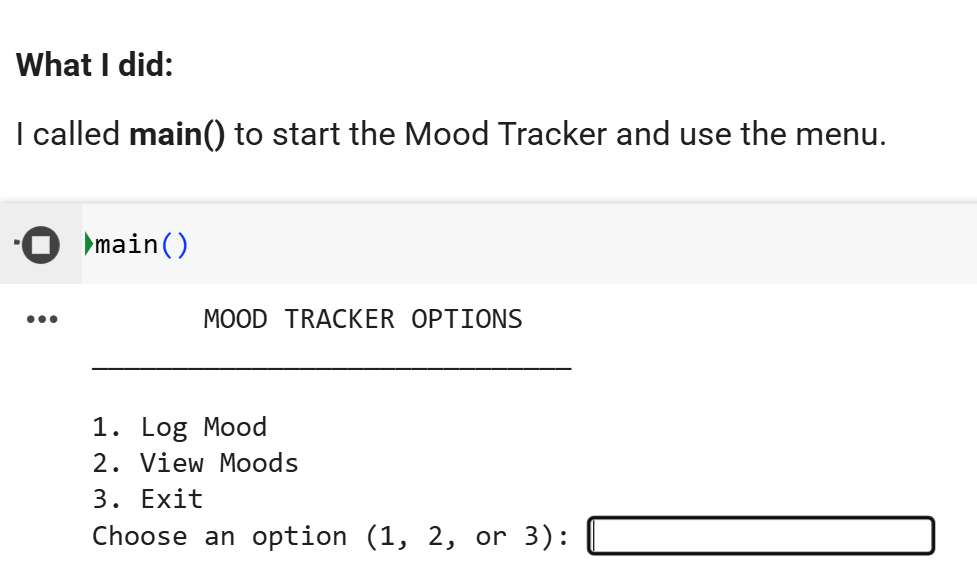 What I did:
I called main() to start the Mood Tracker and use the menu.
main()
MOOD TRACKER OPTIONS
______________________________
1. Log Mood
2. View Moods
3. Exit
Choose an option (1, 2, or 3):